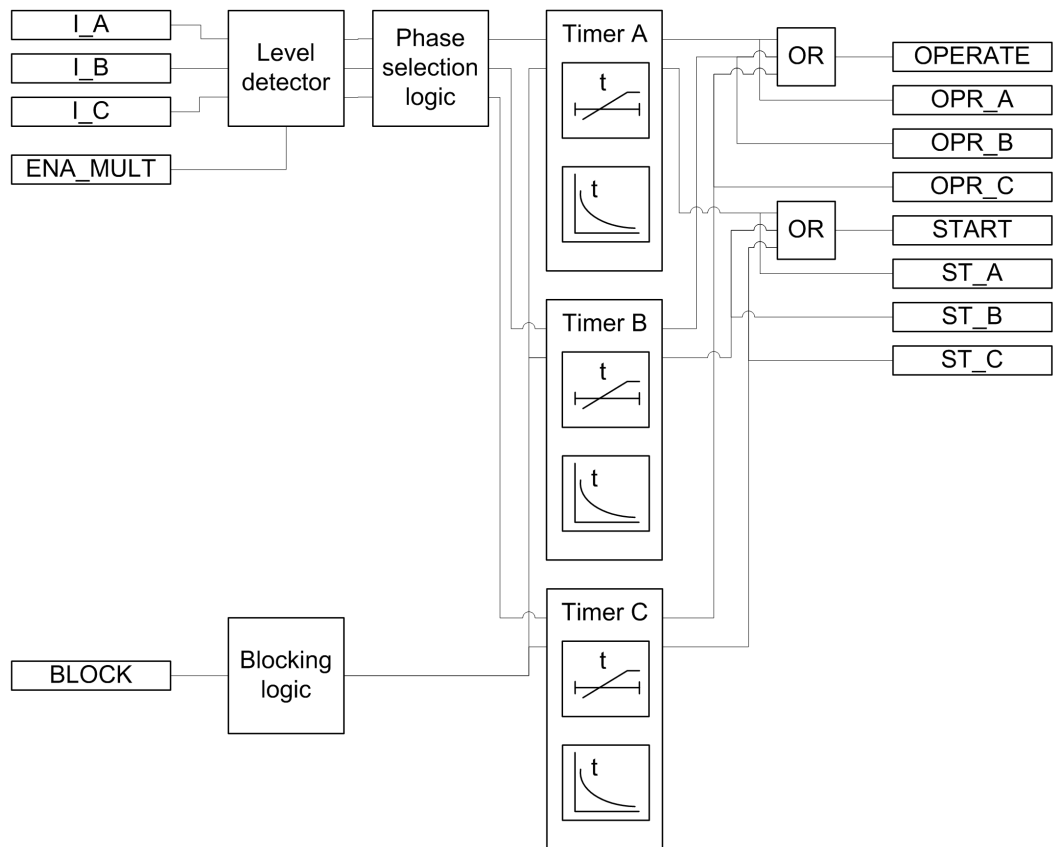 I_A
I_B
I_C
ENA_MULT
Level
detector
Phase
selection
logic
Timer A
t
t
OR
OPERATE
OPR_A
OPR_B
OPR_C
OR
START
ST_A
ST_B
ST_C
Timer B
t
t
BLOCK
Blocking
logic
Timer C
t
t